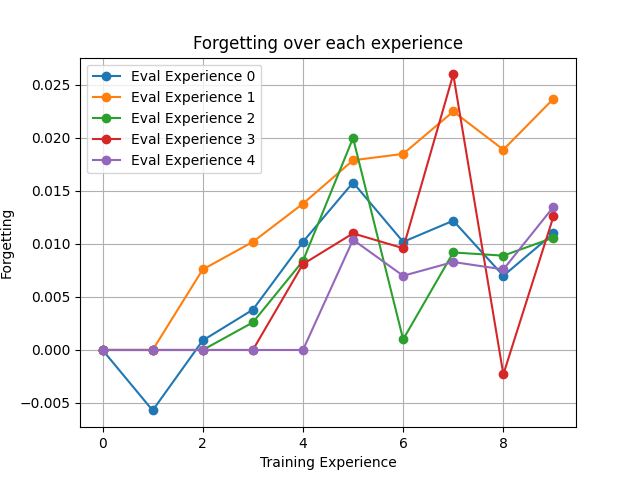 Forgetting over each experience
Eval Experience 0
Eval Experience 1
Eval Experience 2
Eval Experience 3
Eval Experience 4
0.025
0.020
0.015
0.010
0.005
0.000
−0.005
Forgetting
0 2 4 6 8
Training Experience